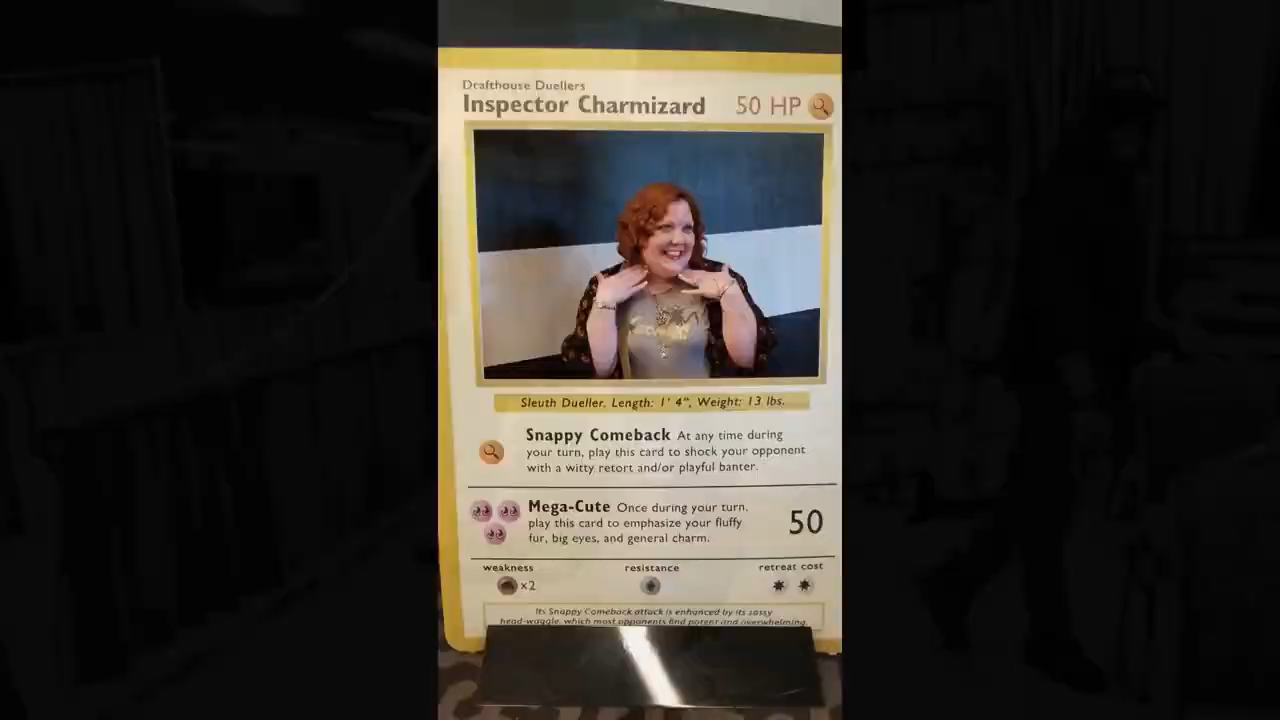 Drafthouse Duellers
Inspector Charmizard 50 HP
Sleuth Dueller. Length: 1' 4", Weight: 13 lbs.
Snappy Comeback At any time during
your turn, play this card to shock your opponent
with a witty retort and/or playful banter.
Mega-Cute Once during your turn,
play this card to emphasize your fluffy
fur, big eyes, and general charm.
50
weakness resistance retreat cost
×2
Its Snappy Comeback attack is enhanced by its sassy
head-waggle, which most opponents find potent and overwhelming.